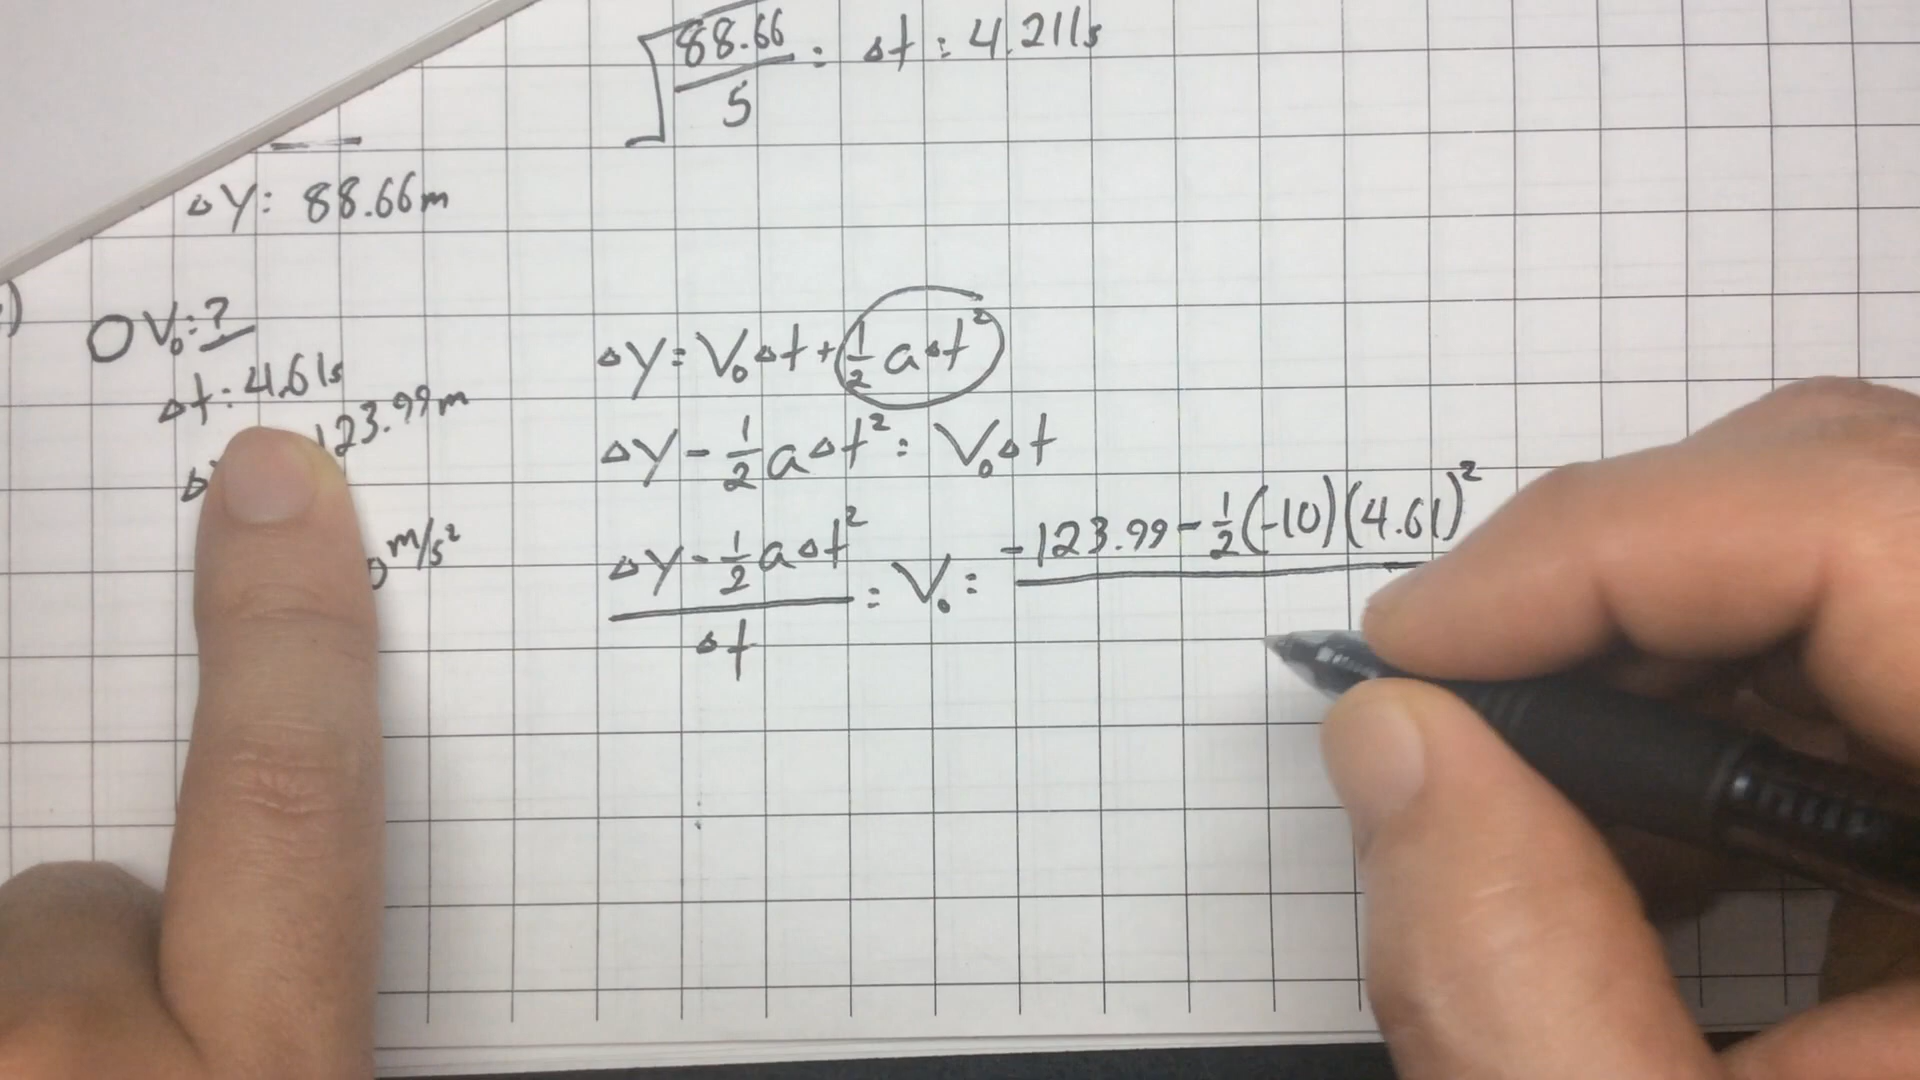 √(88.66/5) : Δt : 4.211s
ΔY: 88.66m
)
O V₀ : ?
Δt : 4.61s
123.99m
m/s²
ΔY = V₀Δt + ½aΔt²
ΔY - ½aΔt² : V₀Δt
(ΔY - ½aΔt²)/Δt : V₀ : -123.99 - ½(-10)(4.61)²